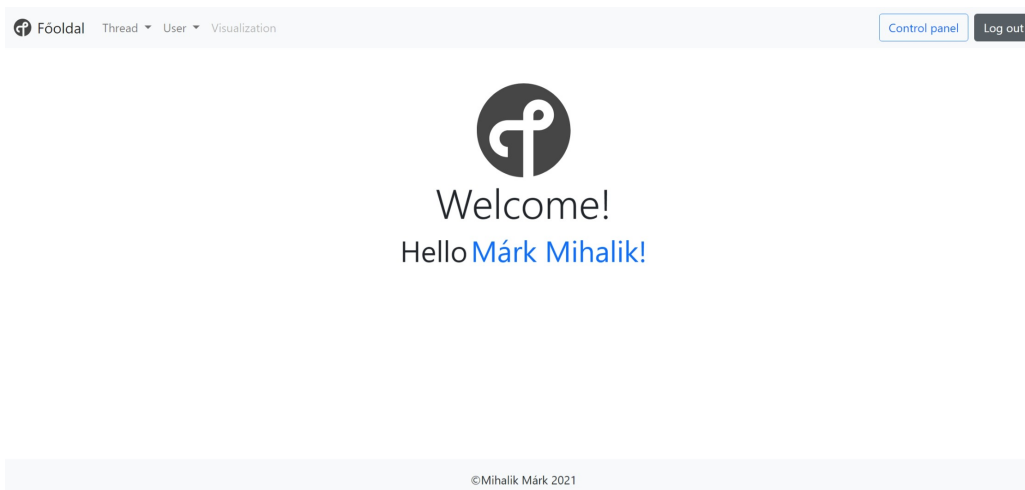 Főoldal Thread User Visualization Control panel Log out
Welcome!
Hello Márk Mihalik!
©Mihalik Márk 2021